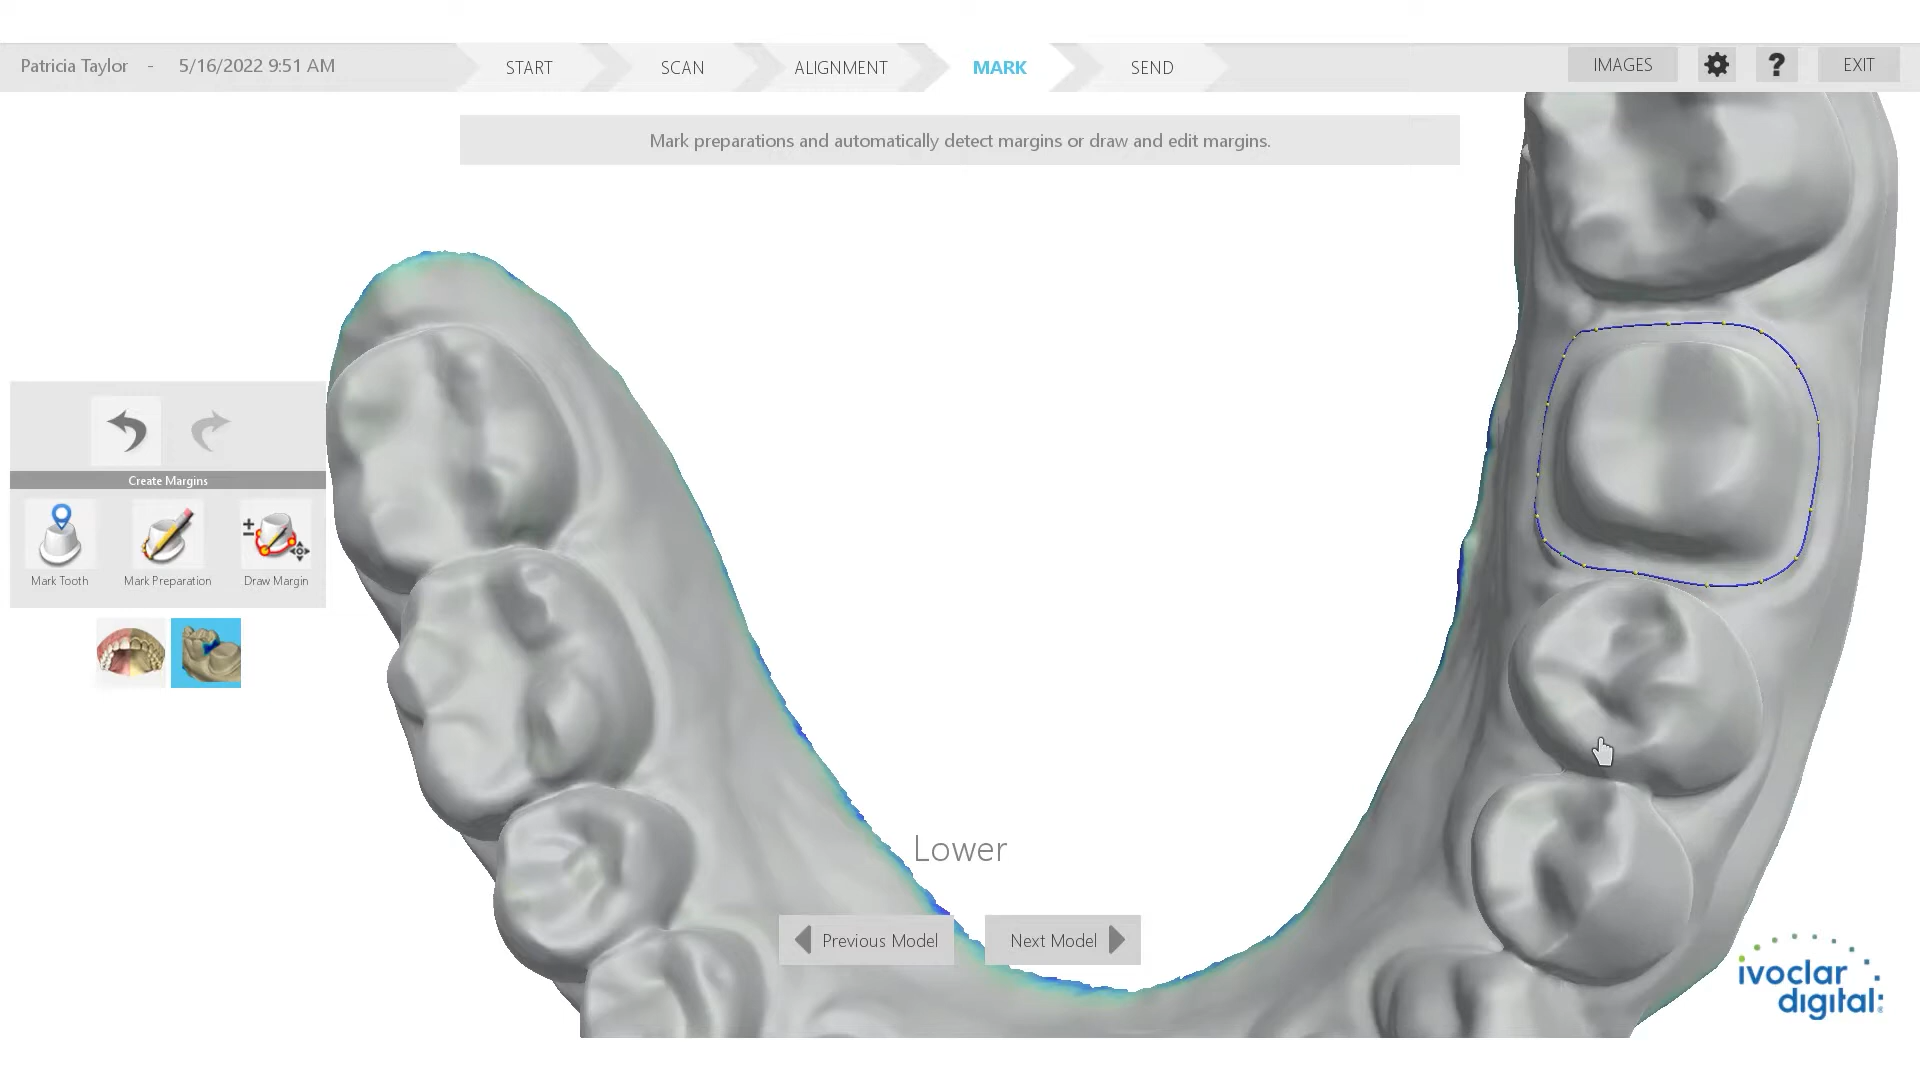 Patricia Taylor - 5/16/2022 9:51 AM
START
SCAN
ALIGNMENT
MARK
SEND
IMAGES
?
EXIT
Mark preparations and automatically detect margins or draw and edit margins.
Create Margins
Mark Tooth
Mark Preparation
Draw Margin
Lower
Previous Model
Next Model
ivoclar
digital: